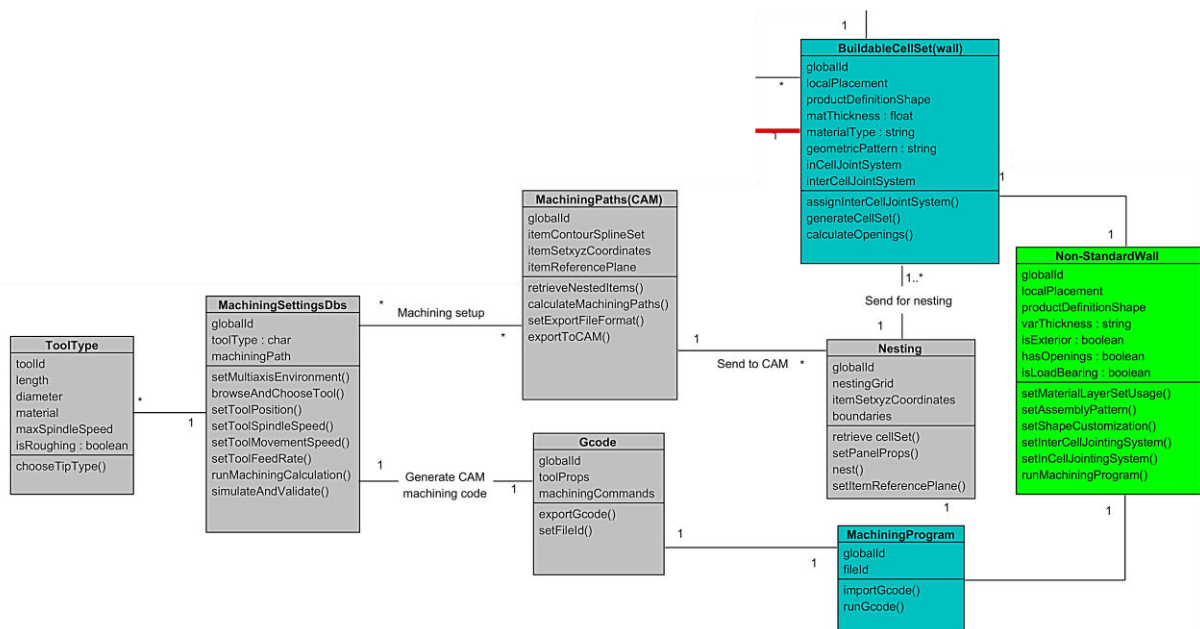 1
BuildableCellSet(wall)
globalId
localPlacement
productDefinitionShape
matThickness : float
materialType : string
geometricPattern : string
inCellJointSystem
interCellJointSystem
assignInterCellJointSystem()
generateCellSet()
calculateOpenings()
*
1
1
1
Non-StandardWall
globalId
localPlacement
productDefinitionShape
varThickness : string
isExterior : boolean
hasOpenings : boolean
isLoadBearing : boolean
setMaterialLayerSetUsage()
setAssemblyPattern()
setShapeCustomization()
setInterCellJointingSystem()
setInCellJointingSystem()
runMachiningProgram()
1
MachiningPaths(CAM)
globalId
itemContourSplineSet
itemSetxyzCoordinates
itemReferencePlane
retrieveNestedItems()
calculateMachiningPaths()
setExportFileFormat()
exportToCAM()
1..*
Send for nesting
1
Nesting
globalId
nestingGrid
itemSetxyzCoordinates
boundaries
retrieve cellSet()
setPanelProps()
nest()
setItemReferencePlane()
1
1
Send to CAM *
MachiningSettingsDbs
globalId
toolType : char
machiningPath
setMultiaxisEnvironment()
browseAndChooseTool()
setToolPosition()
setToolSpindleSpeed()
setToolMovementSpeed()
setToolFeedRate()
runMachiningCalculation()
simulateAndValidate()
*
Machining setup
*
ToolType
toolId
length
diameter
material
maxSpindleSpeed
isRoughing : boolean
chooseTipType()
*
1
1
Generate CAM
machining code
1
Gcode
globalId
toolProps
machiningCommands
exportGcode()
setFileId()
1
1
MachiningProgram
globalId
fileId
importGcode()
runGcode()